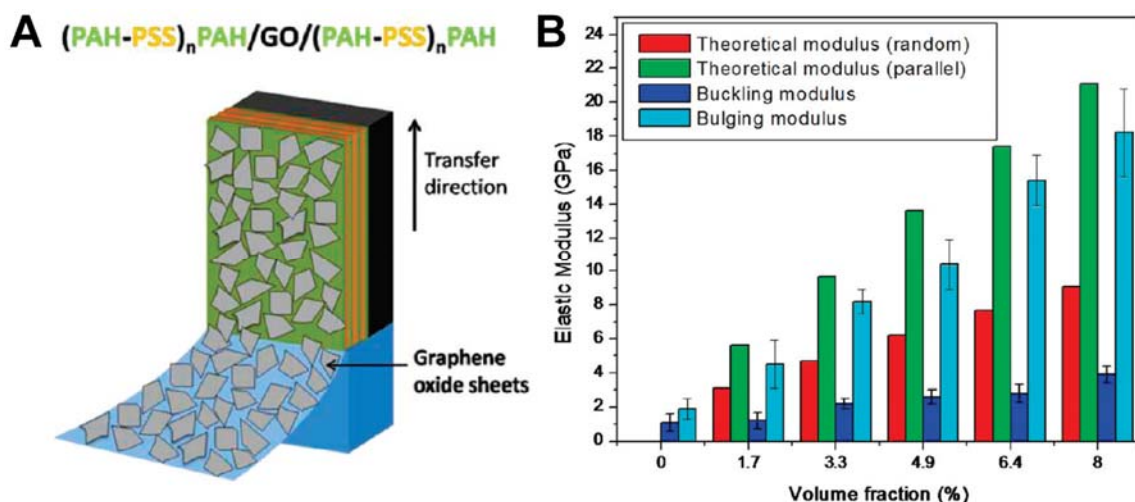 A (PAH-PSS)nPAH/GO/(PAH-PSS)nPAH
Transfer
direction
Graphene
oxide sheets
B
Theoretical modulus (random)
Theoretical modulus (parallel)
Buckling modulus
Bulging modulus
Elastic Modulus (GPa)
24
22
20
18
16
14
12
10
8
6
4
2
0
0 1.7 3.3 4.9 6.4 8
Volume fraction (%)